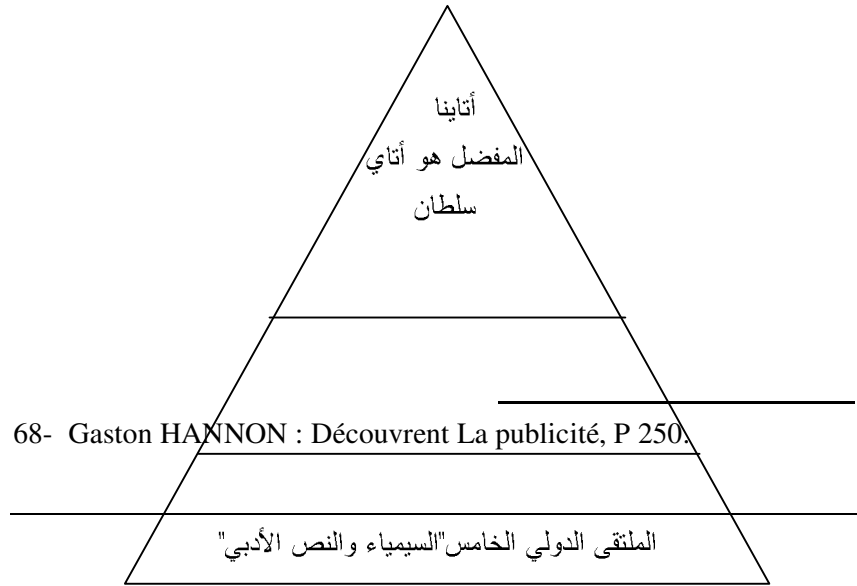 أتاينا
المفضل هو أتاي
سلطان
68- Gaston HANNON : Découvrent La publicité, P 250.
الملتقى الدولي الخامس"السيمياء والنص الأدبي"